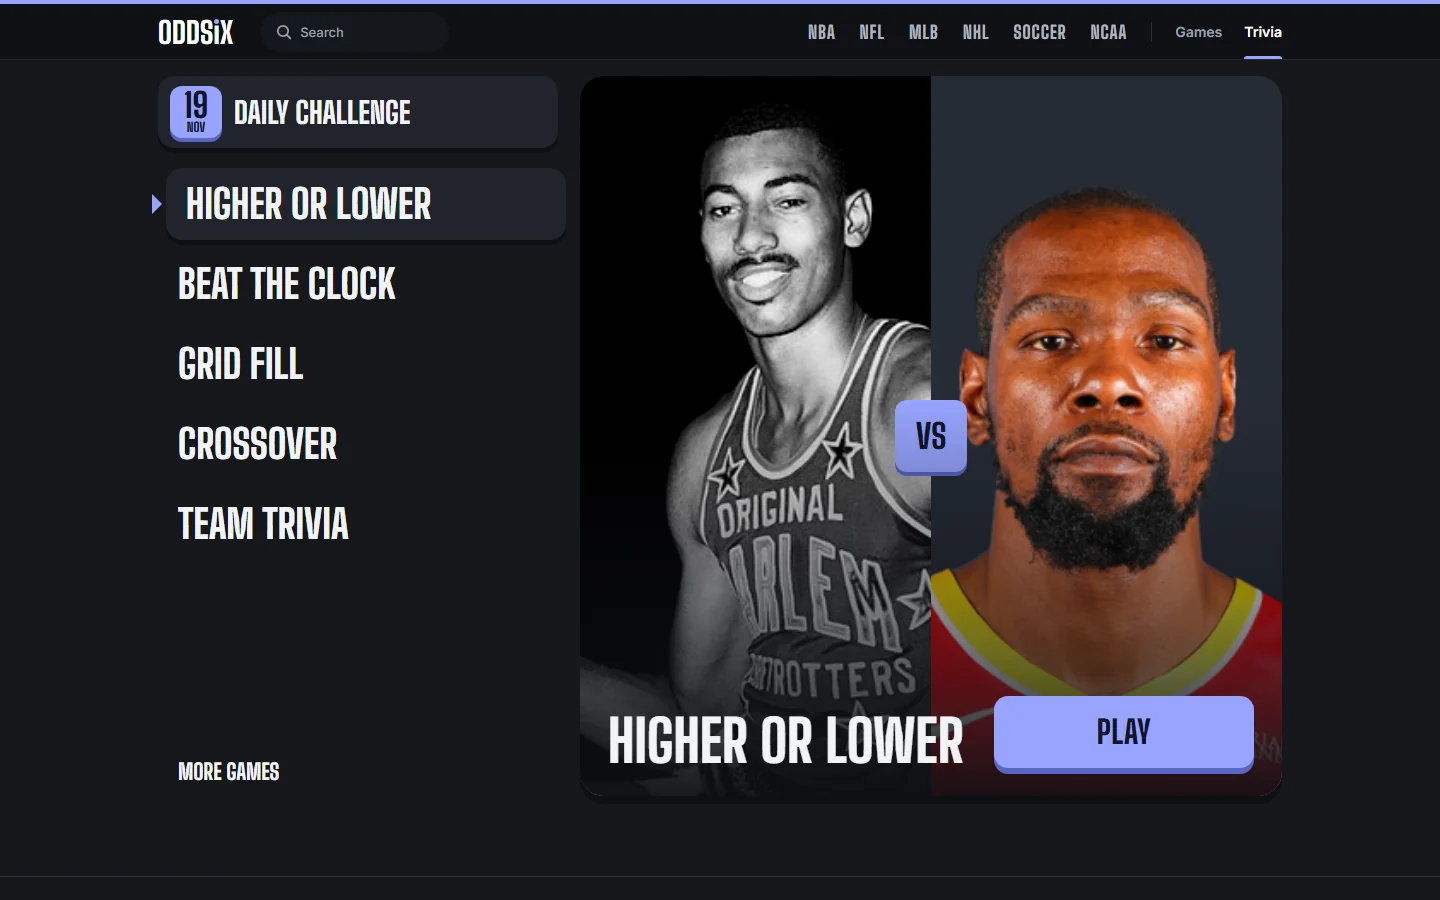 ODDSiX
Search
NBA NFL MLB NHL SOCCER NCAA Games Trivia
19
NOV
DAILY CHALLENGE
HIGHER OR LOWER
BEAT THE CLOCK
GRID FILL
CROSSOVER
TEAM TRIVIA
MORE GAMES
VS
ORIGINAL
HARLEM
TROTTERS
HIGHER OR LOWER
PLAY